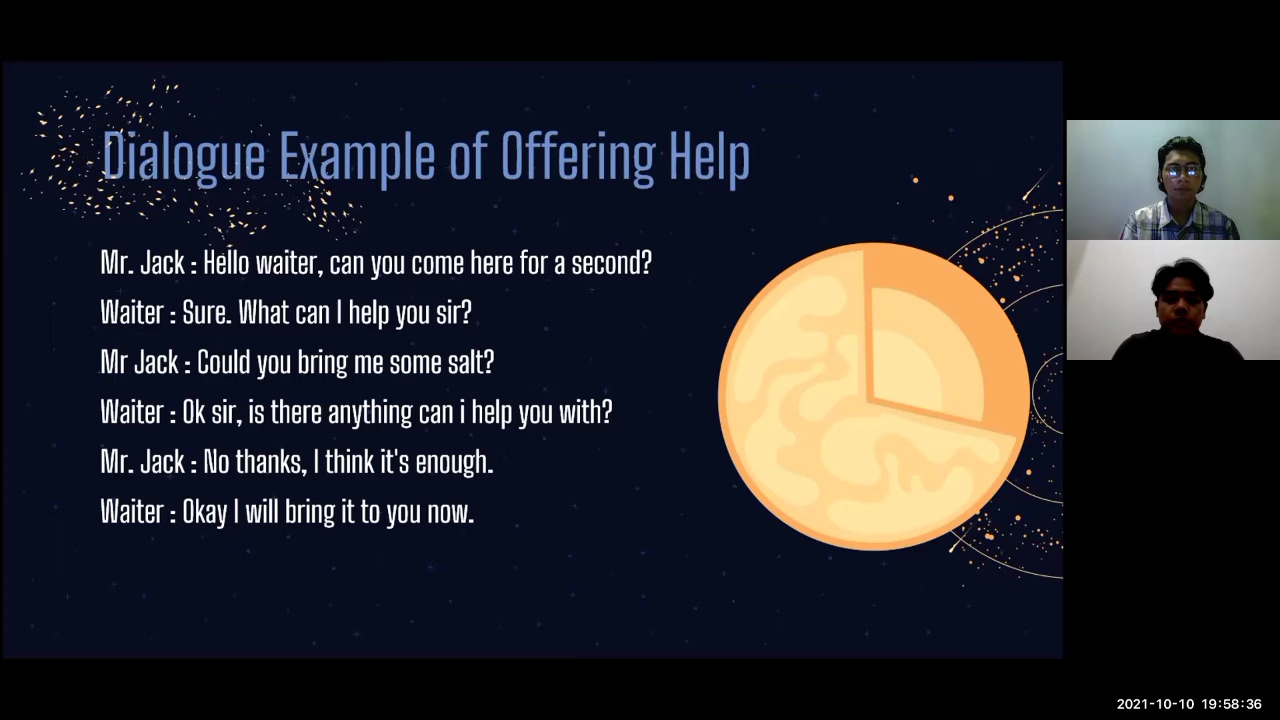 Dialogue Example of Offering Help
Mr. Jack : Hello waiter, can you come here for a second?
Waiter : Sure. What can I help you sir?
Mr Jack : Could you bring me some salt?
Waiter : Ok sir, is there anything can i help you with?
Mr. Jack : No thanks, I think it's enough.
Waiter : Okay I will bring it to you now.
2021-10-10 19:58:36